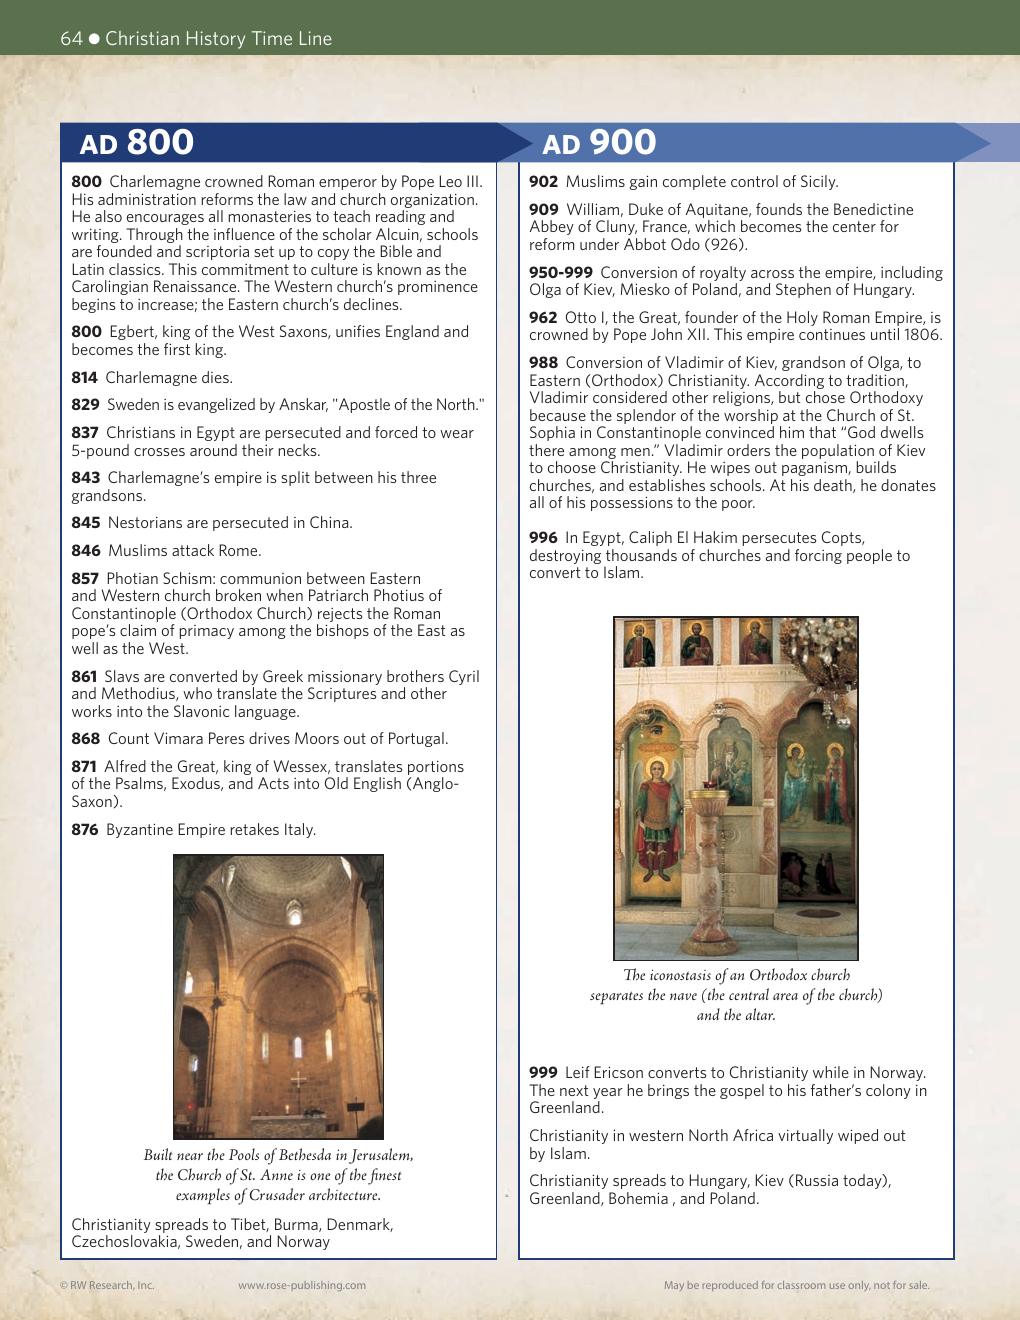 64 ● Christian History Time Line
AD 800
800 Charlemagne crowned Roman emperor by Pope Leo III.
His administration reforms the law and church organization.
He also encourages all monasteries to teach reading and
writing. Through the influence of the scholar Alcuin, schools
are founded and scriptoria set up to copy the Bible and
Latin classics. This commitment to culture is known as the
Carolingian Renaissance. The Western church's prominence
begins to increase; the Eastern church's declines.
800 Egbert, king of the West Saxons, unifies England and
becomes the first king.
814 Charlemagne dies.
829 Sweden is evangelized by Anskar, "Apostle of the North."
837 Christians in Egypt are persecuted and forced to wear
5-pound crosses around their necks.
843 Charlemagne's empire is split between his three
grandsons.
845 Nestorians are persecuted in China.
846 Muslims attack Rome.
857 Photian Schism: communion between Eastern
and Western church broken when Patriarch Photius of
Constantinople (Orthodox Church) rejects the Roman
pope's claim of primacy among the bishops of the East as
well as the West.
861 Slavs are converted by Greek missionary brothers Cyril
and Methodius, who translate the Scriptures and other
works into the Slavonic language.
868 Count Vimara Peres drives Moors out of Portugal.
871 Alfred the Great, king of Wessex, translates portions
of the Psalms, Exodus, and Acts into Old English (Anglo-
Saxon).
876 Byzantine Empire retakes Italy.
Built near the Pools of Bethesda in Jerusalem,
the Church of St. Anne is one of the finest
examples of Crusader architecture.
Christianity spreads to Tibet, Burma, Denmark,
Czechoslovakia, Sweden, and Norway
AD 900
902 Muslims gain complete control of Sicily.
909 William, Duke of Aquitane, founds the Benedictine
Abbey of Cluny, France, which becomes the center for
reform under Abbot Odo (926).
950-999 Conversion of royalty across the empire, including
Olga of Kiev, Miesko of Poland, and Stephen of Hungary.
962 Otto I, the Great, founder of the Holy Roman Empire, is
crowned by Pope John XII. This empire continues until 1806.
988 Conversion of Vladimir of Kiev, grandson of Olga, to
Eastern (Orthodox) Christianity. According to tradition,
Vladimir considered other religions, but chose Orthodoxy
because the splendor of the worship at the Church of St.
Sophia in Constantinople convinced him that “God dwells
there among men.” Vladimir orders the population of Kiev
to choose Christianity. He wipes out paganism, builds
churches, and establishes schools. At his death, he donates
all of his possessions to the poor.
996 In Egypt, Caliph El Hakim persecutes Copts,
destroying thousands of churches and forcing people to
convert to Islam.
The iconostasis of an Orthodox church
separates the nave (the central area of the church)
and the altar.
999 Leif Ericson converts to Christianity while in Norway.
The next year he brings the gospel to his father's colony in
Greenland.
Christianity in western North Africa virtually wiped out
by Islam.
Christianity spreads to Hungary, Kiev (Russia today),
Greenland, Bohemia , and Poland.
© RW Research, Inc. www.rose-publishing.com May be reproduced for classroom use only, not for sale.